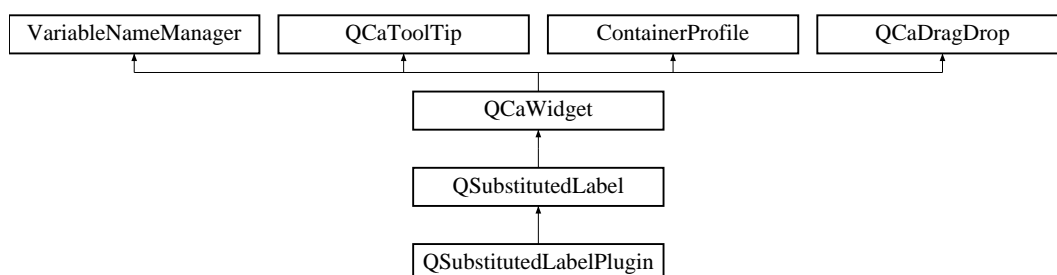 VariableNameManager
QCaToolTip
ContainerProfile
QCaDragDrop
QCaWidget
QSubstitutedLabel
QSubstitutedLabelPlugin